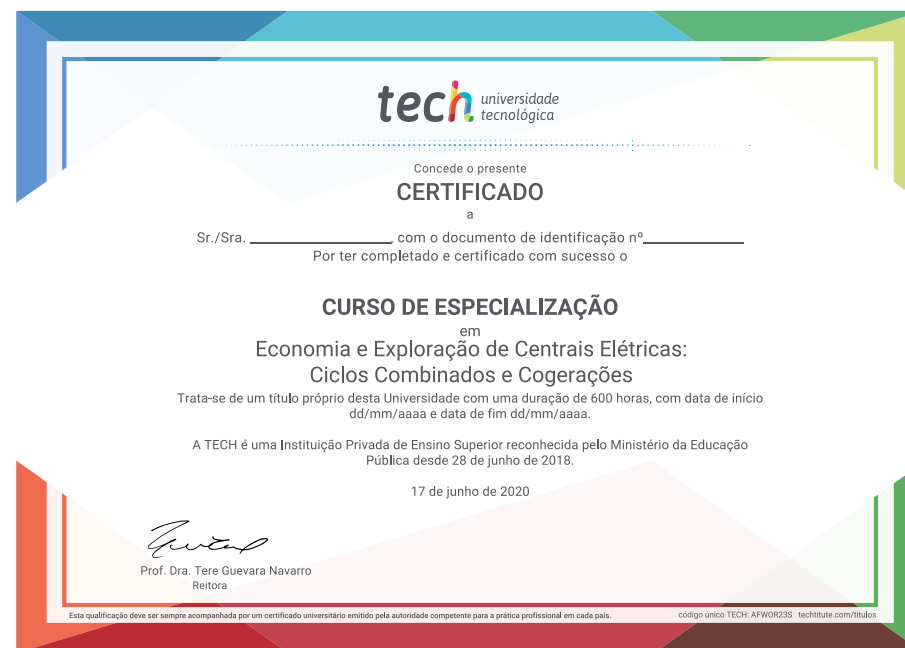 tech universidade
tecnológica
Concede o presente
CERTIFICADO
a
Sr./Sra. ____________________, com o documento de identificação nº______________
Por ter completado e certificado com sucesso o
CURSO DE ESPECIALIZAÇÃO
em
Economia e Exploração de Centrais Elétricas:
Ciclos Combinados e Cogerações
Trata-se de um título próprio desta Universidade com uma duração de 600 horas, com data de início
dd/mm/aaaa e data de fim dd/mm/aaaa.
A TECH é uma Instituição Privada de Ensino Superior reconhecida pelo Ministério da Educação
Pública desde 28 de junho de 2018.
17 de junho de 2020
Prof. Dra. Tere Guevara Navarro
Reitora
Esta qualificação deve ser sempre acompanhada por um certificado universitário emitido pela autoridade competente para a prática profissional em cada país.
código único TECH: AFWOR23S techtitute.com/titulos